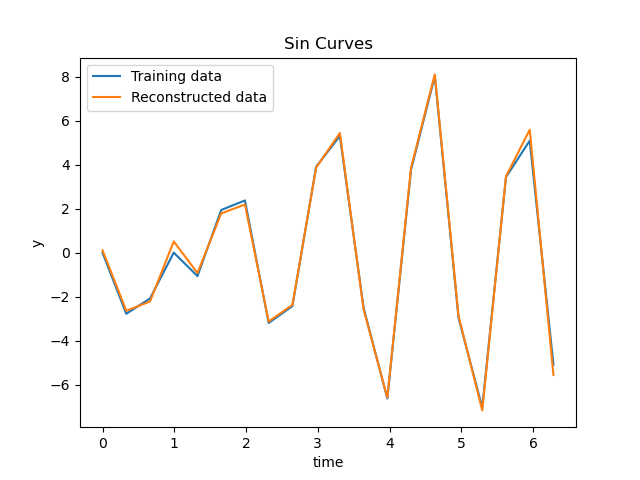 Sin Curves
Training data
Reconstructed data
8
6
4
2
0
−2
−4
−6
y
0 1 2 3 4 5 6
time